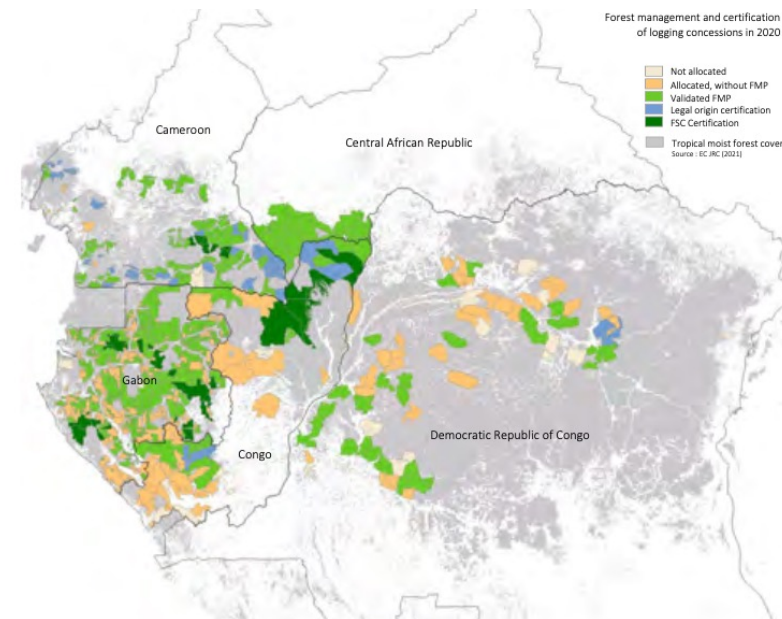 Forest management and certification
of logging concessions in 2020
Not allocated
Allocated, without FMP
Validated FMP
Legal origin certification
FSC Certification
Tropical moist forest cover
Source : EC JRC (2021)
Cameroon
Central African Republic
Gabon
Congo
Democratic Republic of Congo